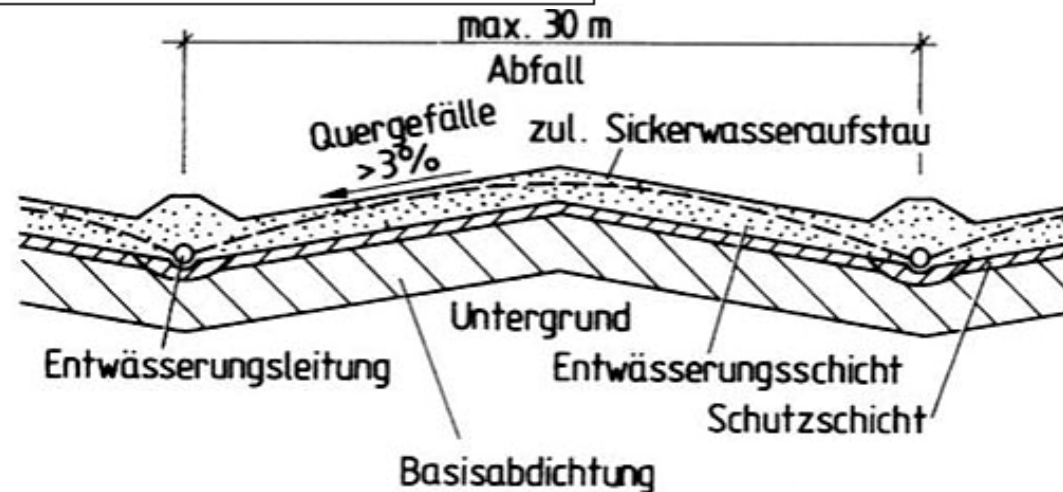 max. 30 m
Abfall
Quergefälle
>3%
zul. Sickerwasseraufstau
Untergrund
Entwässerungsleitung
Entwässerungsschicht
Schutzschicht
Basisabdichtung